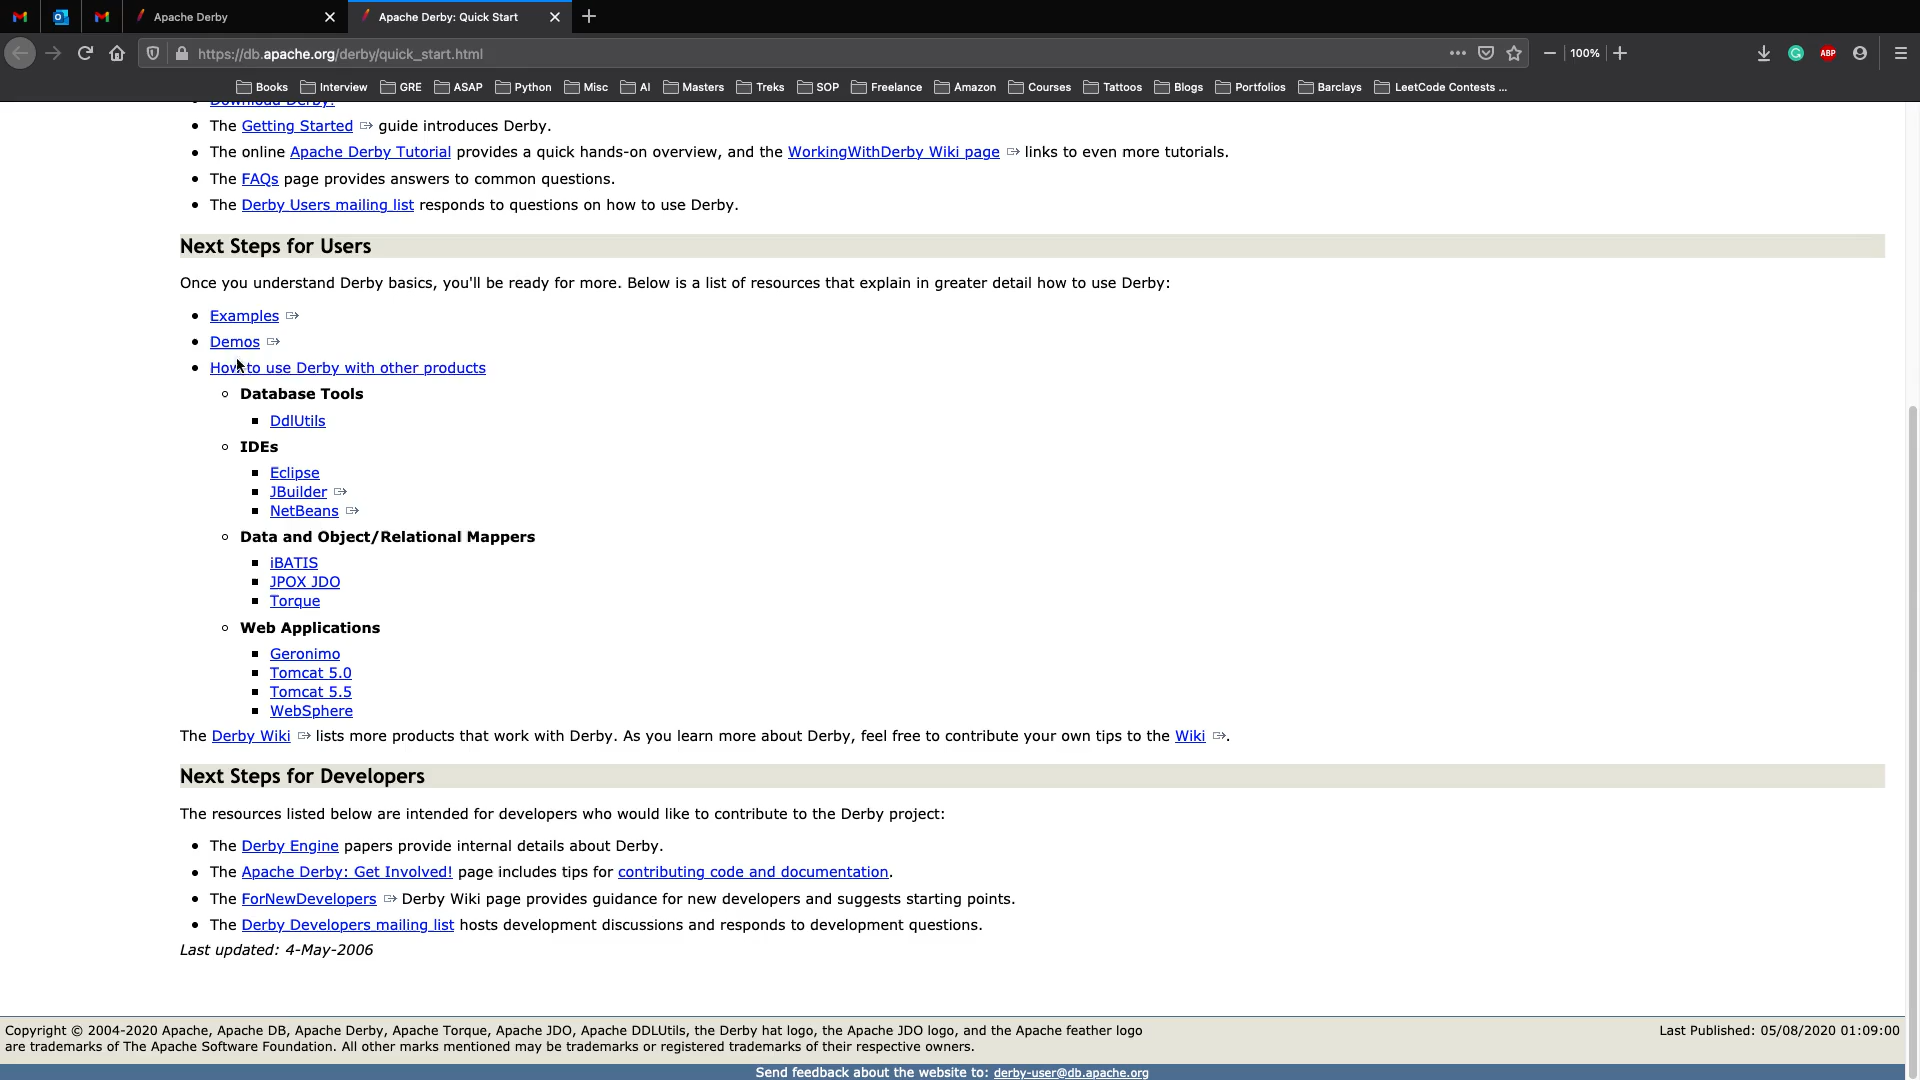 Apache Derby
Apache Derby: Quick Start
https://db.apache.org/derby/quick_start.html
100%
ABP
Books Interview GRE ASAP Python Misc AI Masters Treks SOP Freelance Amazon Courses Tattoos Blogs Portfolios Barclays LeetCode Contests ...
Download Derby!
The Getting Started guide introduces Derby.
The online Apache Derby Tutorial provides a quick hands-on overview, and the WorkingWithDerby Wiki page links to even more tutorials.
The FAQs page provides answers to common questions.
The Derby Users mailing list responds to questions on how to use Derby.
Next Steps for Users
Once you understand Derby basics, you'll be ready for more. Below is a list of resources that explain in greater detail how to use Derby:
Examples
Demos
How to use Derby with other products
Database Tools
DdlUtils
IDEs
Eclipse
JBuilder
NetBeans
Data and Object/Relational Mappers
iBATIS
JPOX JDO
Torque
Web Applications
Geronimo
Tomcat 5.0
Tomcat 5.5
WebSphere
The Derby Wiki lists more products that work with Derby. As you learn more about Derby, feel free to contribute your own tips to the Wiki .
Next Steps for Developers
The resources listed below are intended for developers who would like to contribute to the Derby project:
The Derby Engine papers provide internal details about Derby.
The Apache Derby: Get Involved! page includes tips for contributing code and documentation.
The ForNewDevelopers Derby Wiki page provides guidance for new developers and suggests starting points.
The Derby Developers mailing list hosts development discussions and responds to development questions.
Last updated: 4-May-2006
Copyright © 2004-2020 Apache, Apache DB, Apache Derby, Apache Torque, Apache JDO, Apache DDLUtils, the Derby hat logo, the Apache JDO logo, and the Apache feather logo
are trademarks of The Apache Software Foundation. All other marks mentioned may be trademarks or registered trademarks of their respective owners.
Last Published: 05/08/2020 01:09:00
Send feedback about the website to: derby-user@db.apache.org